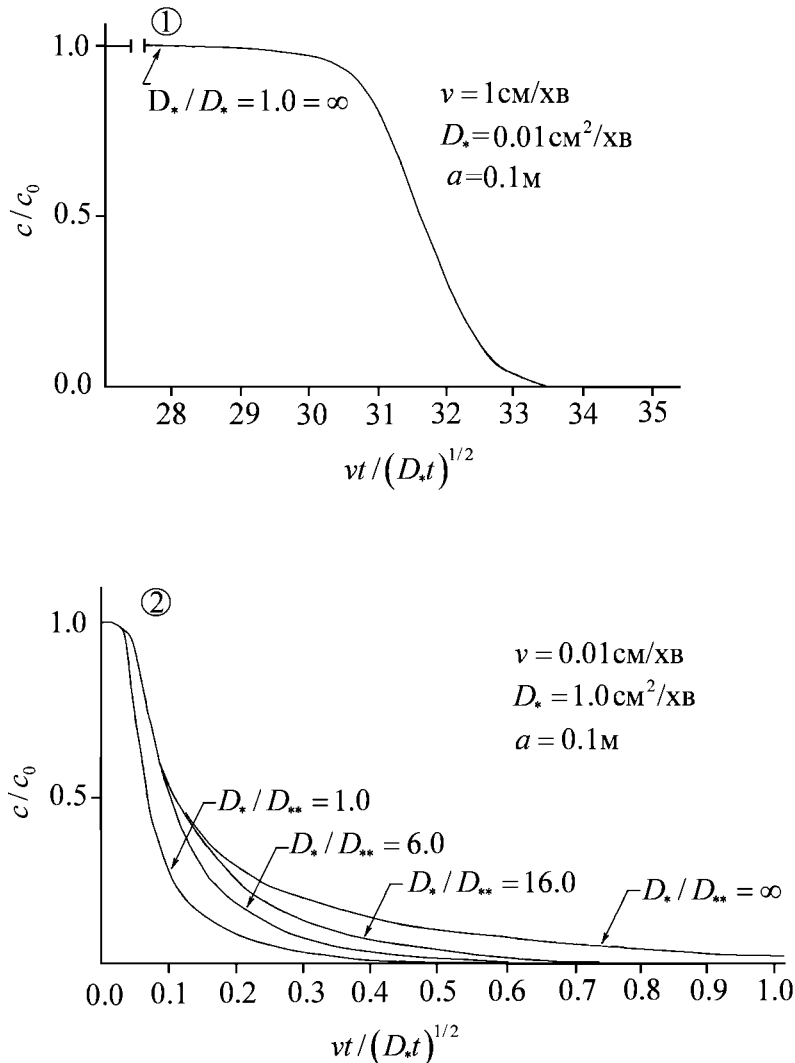 ①
1.0
D* / D* = 1.0 = ∞
v = 1см/хв
D* = 0.01см²/хв
a = 0.1м
c / c₀
0.5
0.0
28 29 30 31 32 33 34 35
vt / (D*t)^1/2
②
1.0
v = 0.01см/хв
D* = 1.0см²/хв
a = 0.1м
c / c₀
0.5
D* / D** = 1.0
D* / D** = 6.0
D* / D** = 16.0
D* / D** = ∞
0.0 0.1 0.2 0.3 0.4 0.5 0.6 0.7 0.8 0.9 1.0
vt / (D*t)^1/2